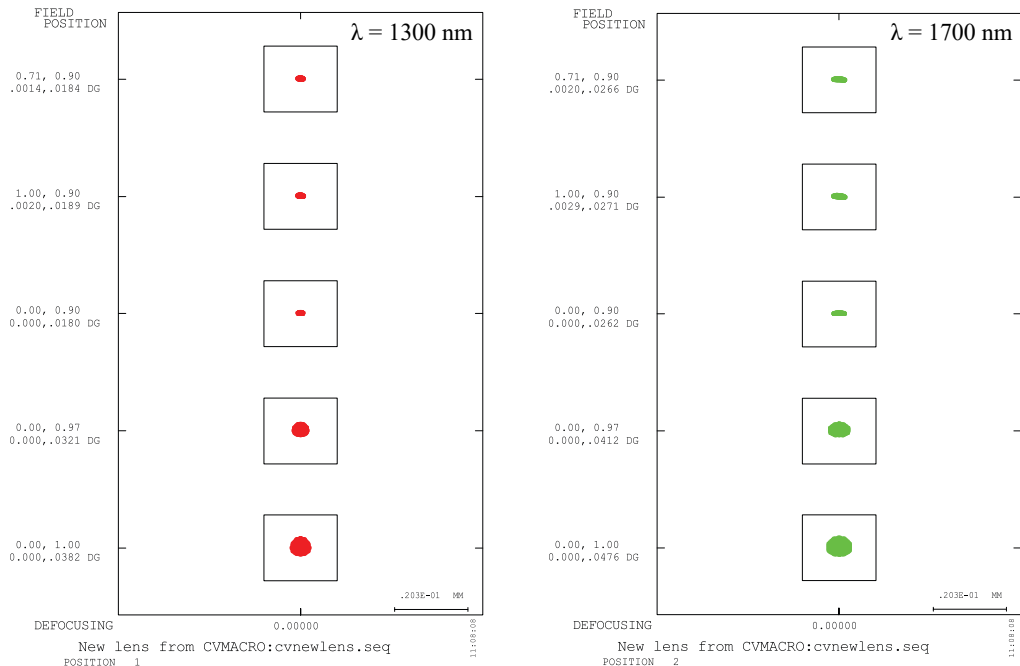 FIELD
POSITION
λ = 1300 nm
0.71, 0.90
.0014,.0184 DG
1.00, 0.90
.0020,.0189 DG
0.00, 0.90
0.000,.0180 DG
0.00, 0.97
0.000,.0321 DG
0.00, 1.00
0.000,.0382 DG
.203E-01 MM
DEFOCUSING
0.00000
New lens from CVMACRO:cvnewlens.seq
POSITION 1
11:08:08
FIELD
POSITION
λ = 1700 nm
0.71, 0.90
.0020,.0266 DG
1.00, 0.90
.0029,.0271 DG
0.00, 0.90
0.000,.0262 DG
0.00, 0.97
0.000,.0412 DG
0.00, 1.00
0.000,.0476 DG
.203E-01 MM
DEFOCUSING
0.00000
New lens from CVMACRO:cvnewlens.seq
POSITION 2
11:08:08